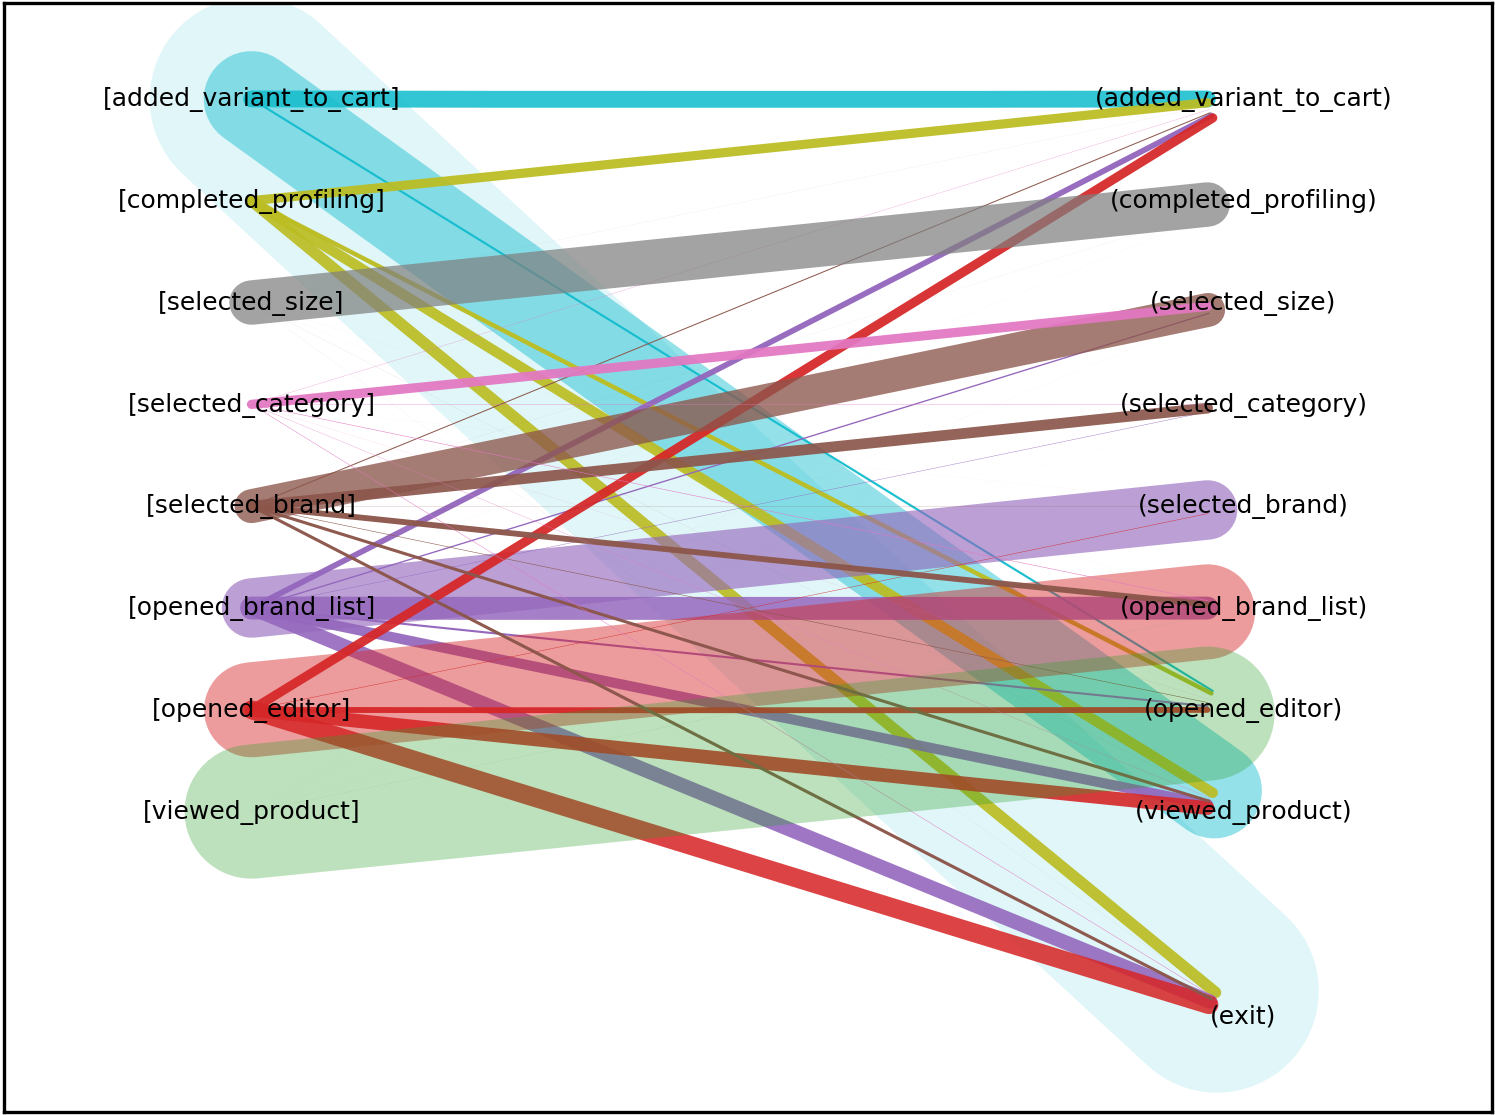 [added_variant_to_cart] (added_variant_to_cart)
[completed_profiling] (completed_profiling)
[selected_size] (selected_size)
[selected_category] (selected_category)
[selected_brand] (selected_brand)
[opened_brand_list] (opened_brand_list)
[opened_editor] (opened_editor)
[viewed_product] (viewed_product)
(exit)